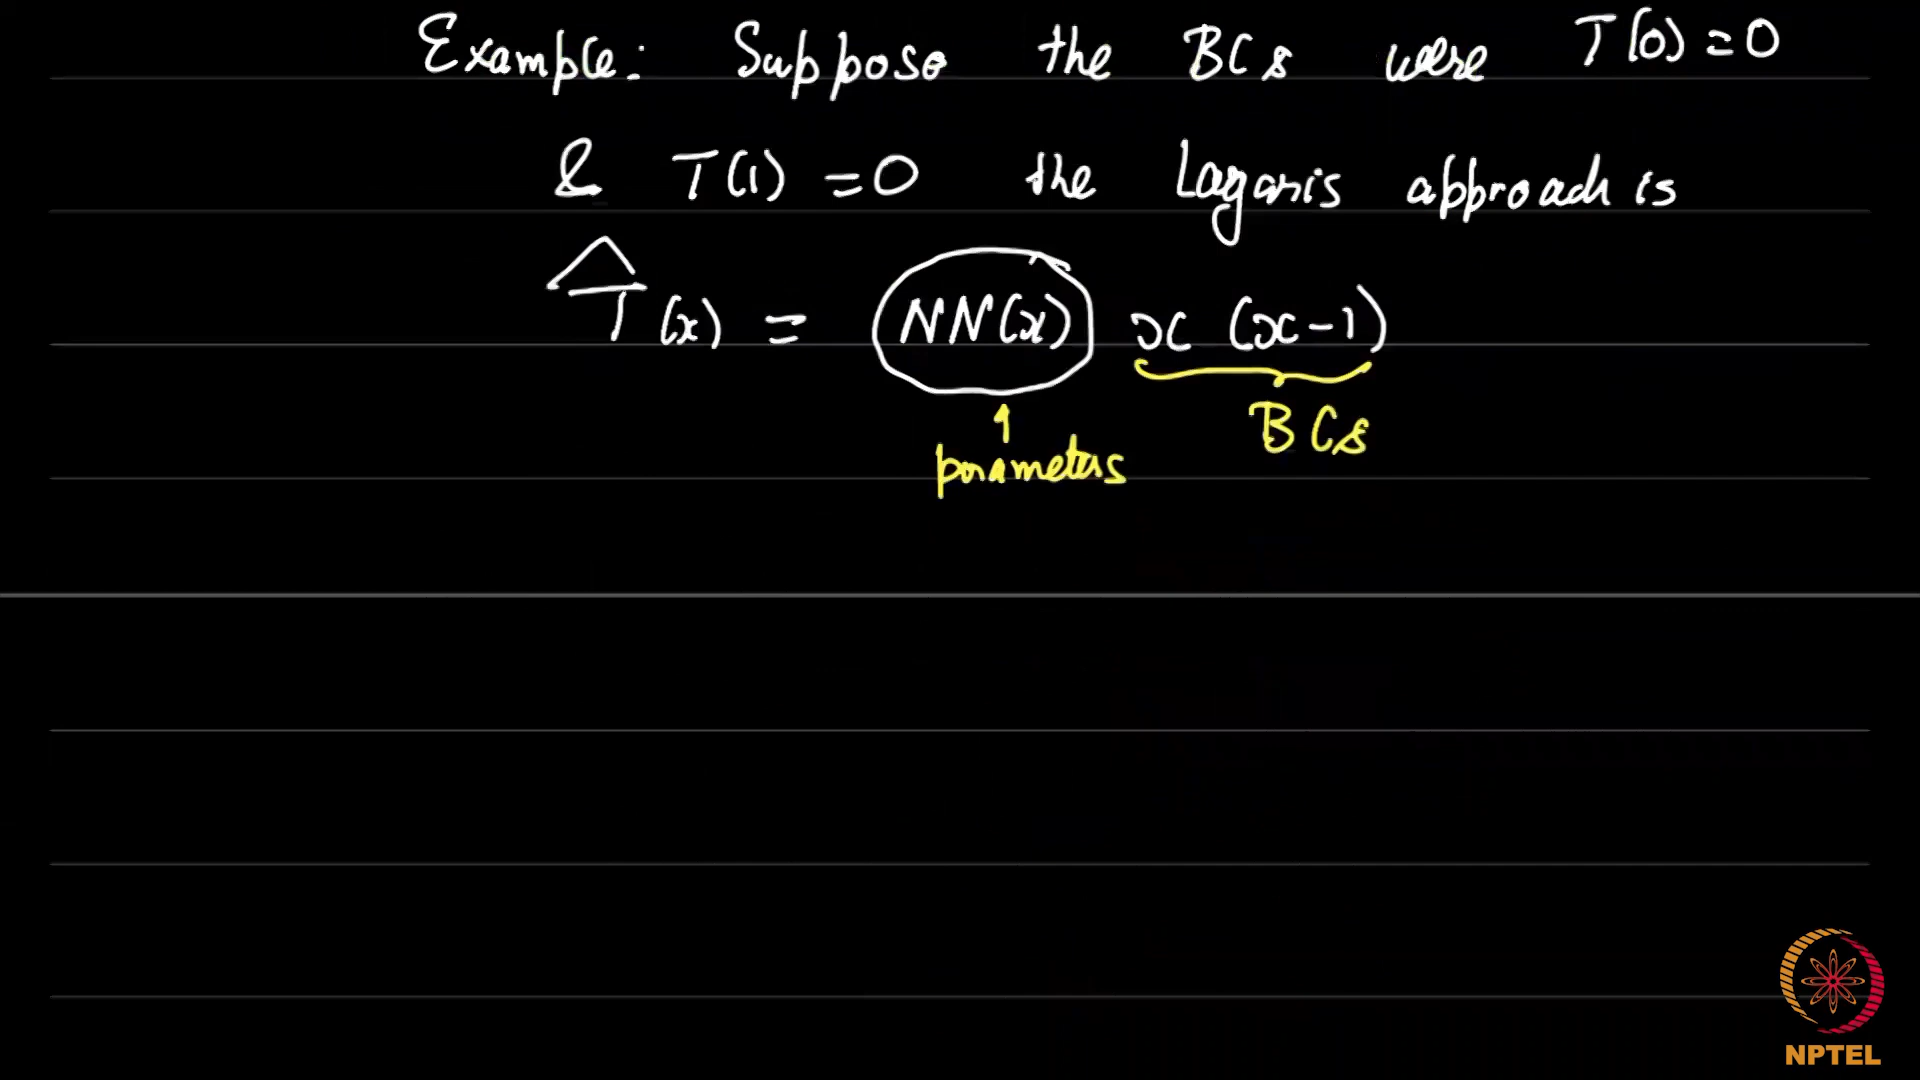 Example: Suppose the BCs were T(0) = 0
& T(1) = 0 the Lagaris approach is
T̂(x) = NN(x) x (x-1)
parameters BCs
NPTEL